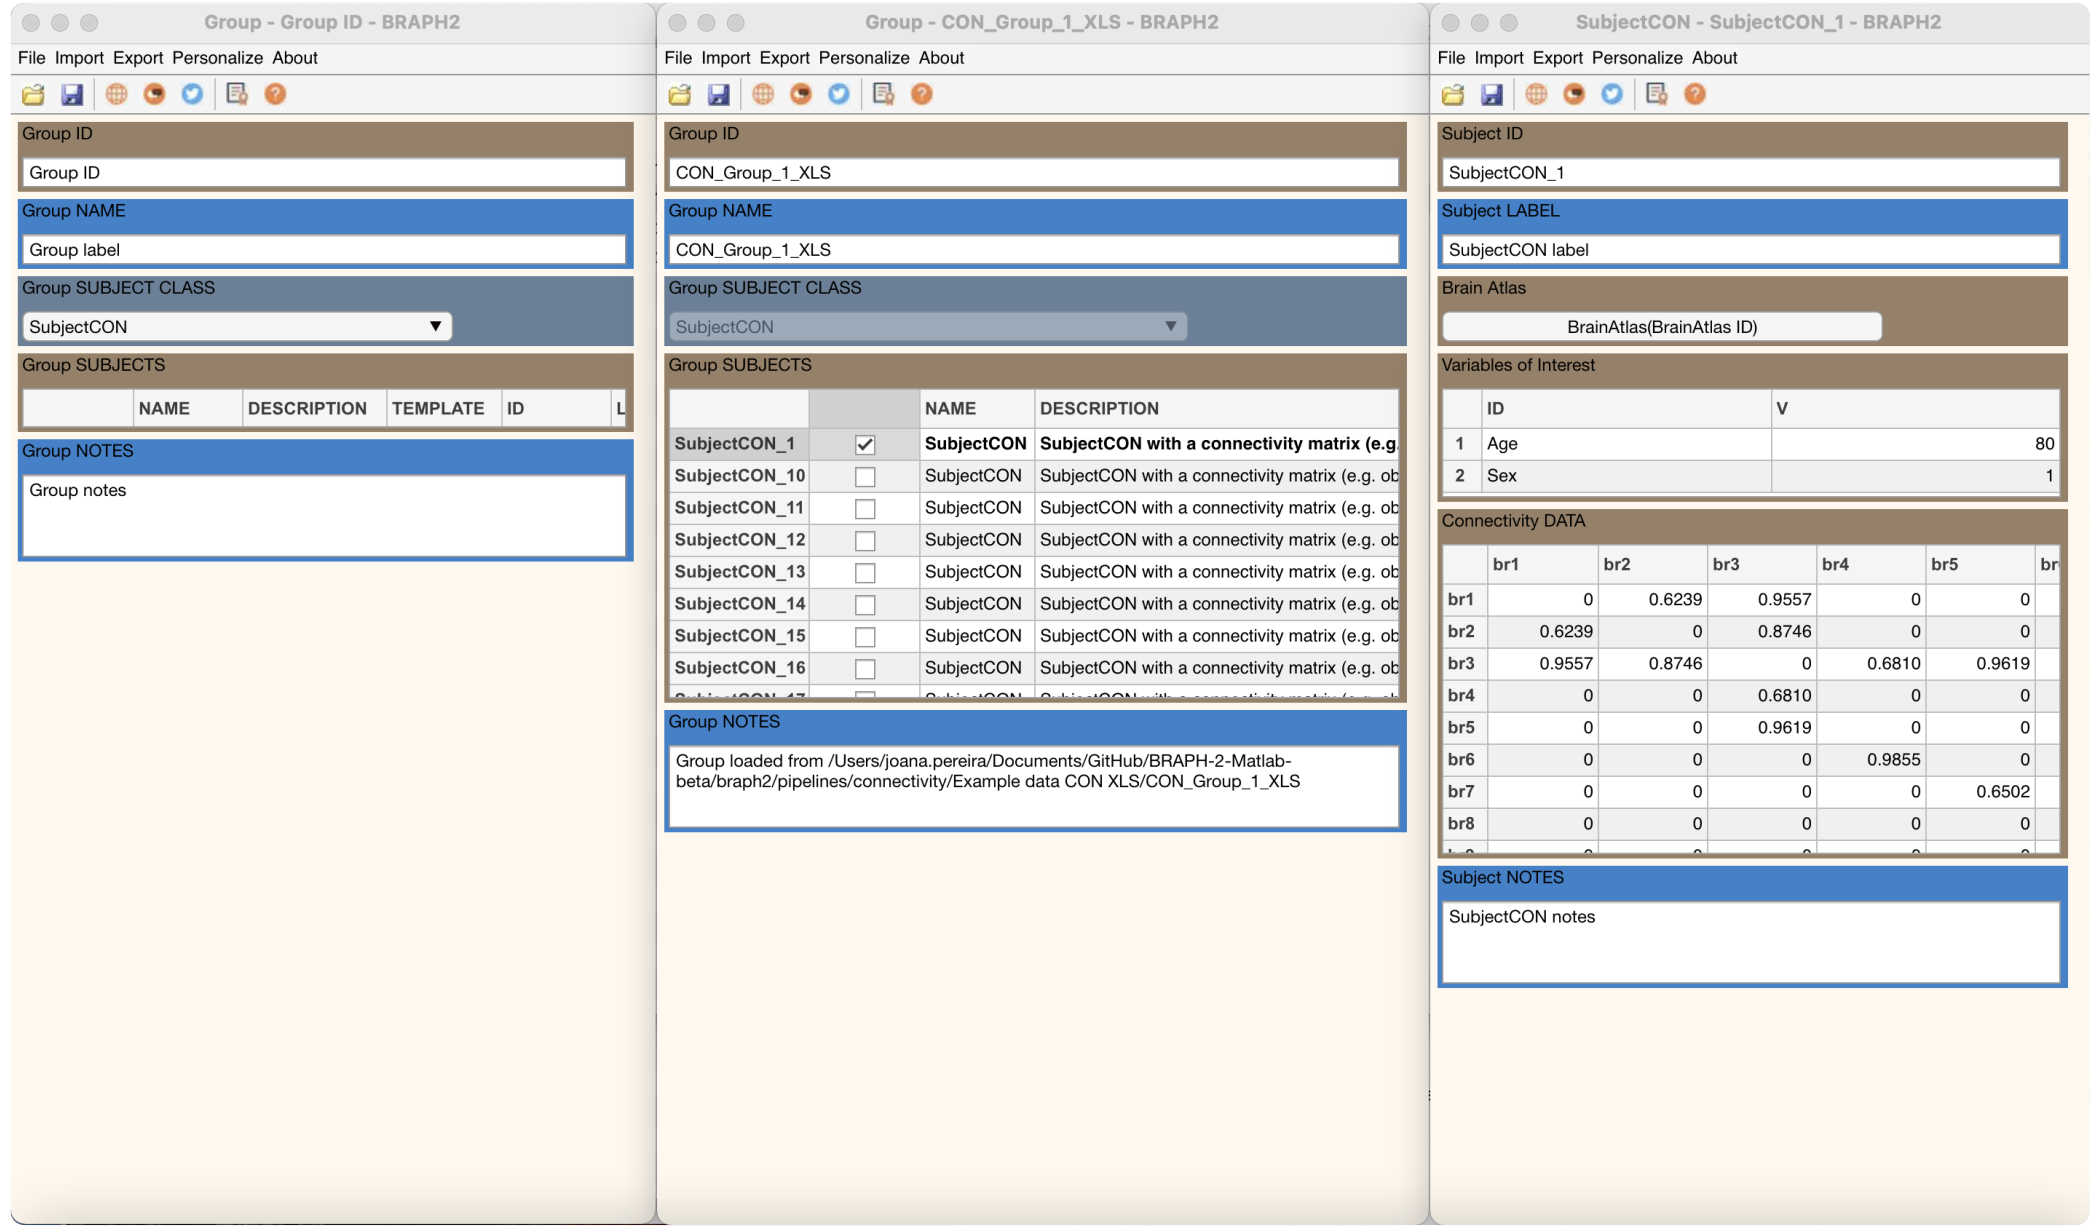 Group - Group ID - BRAPH2
File Import Export Personalize About
Group ID
Group ID
Group NAME
Group label
Group SUBJECT CLASS
SubjectCON
Group SUBJECTS
NAME DESCRIPTION TEMPLATE ID L
Group NOTES
Group notes
Group - CON_Group_1_XLS - BRAPH2
File Import Export Personalize About
Group ID
CON_Group_1_XLS
Group NAME
CON_Group_1_XLS
Group SUBJECT CLASS
SubjectCON
Group SUBJECTS
NAME DESCRIPTION
SubjectCON_1 SubjectCON SubjectCON with a connectivity matrix (e.g.
SubjectCON_10 SubjectCON SubjectCON with a connectivity matrix (e.g. ob
SubjectCON_11 SubjectCON SubjectCON with a connectivity matrix (e.g. ob
SubjectCON_12 SubjectCON SubjectCON with a connectivity matrix (e.g. ob
SubjectCON_13 SubjectCON SubjectCON with a connectivity matrix (e.g. ob
SubjectCON_14 SubjectCON SubjectCON with a connectivity matrix (e.g. ob
SubjectCON_15 SubjectCON SubjectCON with a connectivity matrix (e.g. ob
SubjectCON_16 SubjectCON SubjectCON with a connectivity matrix (e.g. ob
Group NOTES
Group loaded from /Users/joana.pereira/Documents/GitHub/BRAPH-2-Matlab-
beta/braph2/pipelines/connectivity/Example data CON XLS/CON_Group_1_XLS
SubjectCON - SubjectCON_1 - BRAPH2
File Import Export Personalize About
Subject ID
SubjectCON_1
Subject LABEL
SubjectCON label
Brain Atlas
BrainAtlas(BrainAtlas ID)
Variables of Interest
ID V
1 Age 80
2 Sex 1
Connectivity DATA
br1 br2 br3 br4 br5 br
br1 0 0.6239 0.9557 0 0
br2 0.6239 0 0.8746 0 0
br3 0.9557 0.8746 0 0.6810 0.9619
br4 0 0 0.6810 0 0
br5 0 0 0.9619 0 0
br6 0 0 0 0.9855 0
br7 0 0 0 0 0.6502
br8 0 0 0 0 0
Subject NOTES
SubjectCON notes